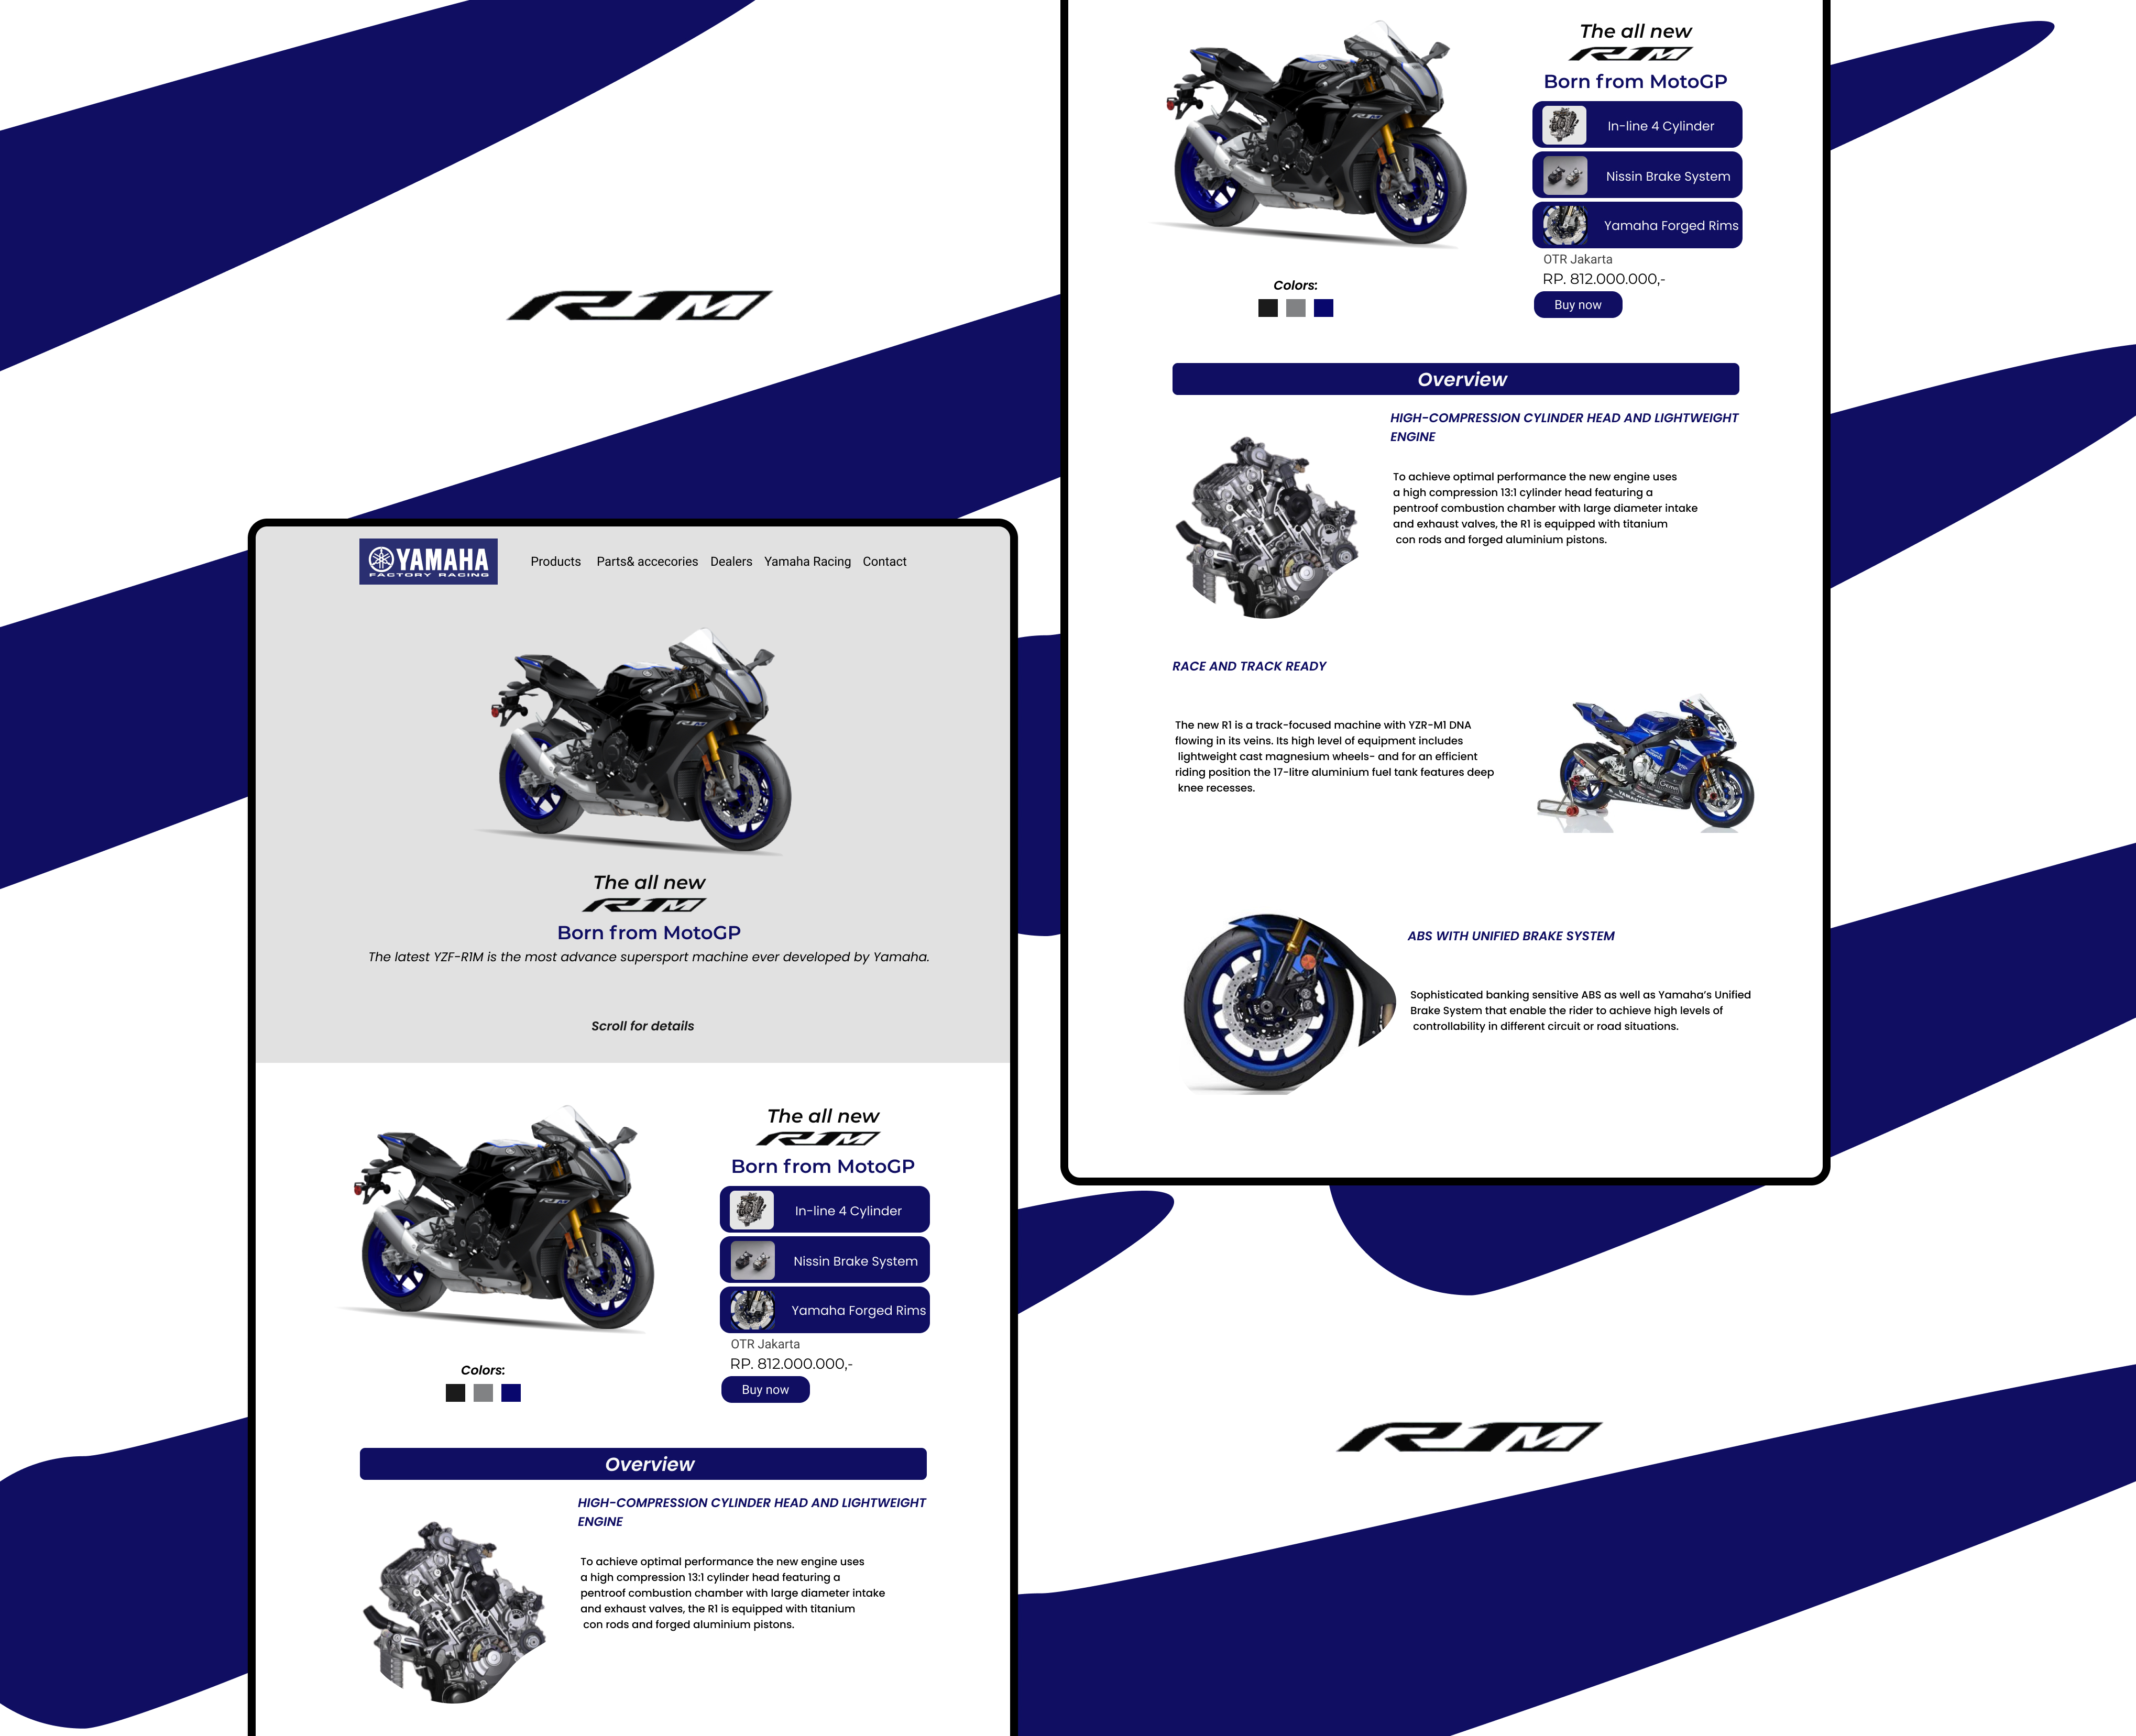 R1M
YAMAHA
FACTORY RACING
Products Parts& accecories Dealers Yamaha Racing Contact
R1M
The all new
R1M
Born from MotoGP
The latest YZF-R1M is the most advance supersport machine ever developed by Yamaha.
Scroll for details
R1M
The all new
R1M
Born from MotoGP
In-line 4 Cylinder
Nissin Brake System
Yamaha Forged Rims
OTR Jakarta
RP. 812.000.000,-
Buy now
Colors:
Overview
HIGH-COMPRESSION CYLINDER HEAD AND LIGHTWEIGHT
ENGINE
To achieve optimal performance the new engine uses
a high compression 13:1 cylinder head featuring a
pentroof combustion chamber with large diameter intake
and exhaust valves, the R1 is equipped with titanium
con rods and forged aluminium pistons.
R1M
The all new
R1M
Born from MotoGP
In-line 4 Cylinder
Nissin Brake System
Yamaha Forged Rims
OTR Jakarta
RP. 812.000.000,-
Buy now
Colors:
Overview
HIGH-COMPRESSION CYLINDER HEAD AND LIGHTWEIGHT
ENGINE
To achieve optimal performance the new engine uses
a high compression 13:1 cylinder head featuring a
pentroof combustion chamber with large diameter intake
and exhaust valves, the R1 is equipped with titanium
con rods and forged aluminium pistons.
RACE AND TRACK READY
The new R1 is a track-focused machine with YZR-M1 DNA
flowing in its veins. Its high level of equipment includes
lightweight cast magnesium wheels- and for an efficient
riding position the 17-litre aluminium fuel tank features deep
knee recesses.
ABS WITH UNIFIED BRAKE SYSTEM
Sophisticated banking sensitive ABS as well as Yamaha’s Unified
Brake System that enable the rider to achieve high levels of
controllability in different circuit or road situations.
R1M